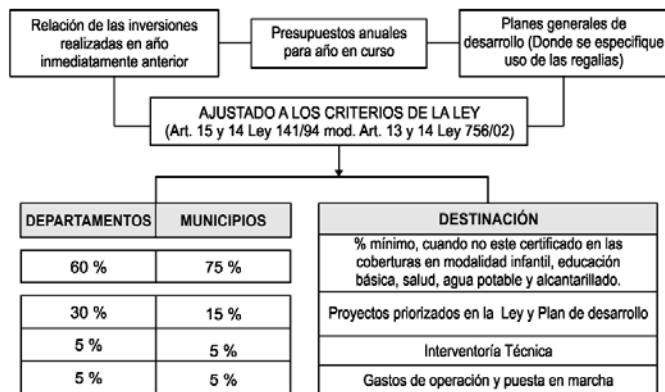 Relación de las inversiones
realizadas en año
inmediatamente anterior
Presupuestos anuales
para año en curso
Planes generales de
desarrollo (Donde se especifique
uso de las regalias)
AJUSTADO A LOS CRITERIOS DE LA LEY
(Art. 15 y 14 Ley 141/94 mod. Art. 13 y 14 Ley 756/02)
DEPARTAMENTOS MUNICIPIOS
60 % 75 %
30 % 15 %
5 % 5 %
5 % 5 %
DESTINACIÓN
% mínimo, cuando no este certificado en las
coberturas en modalidad infantil, educación
básica, salud, agua potable y alcantarillado.
Proyectos priorizados en la Ley y Plan de desarrollo
Interventoría Técnica
Gastos de operación y puesta en marcha